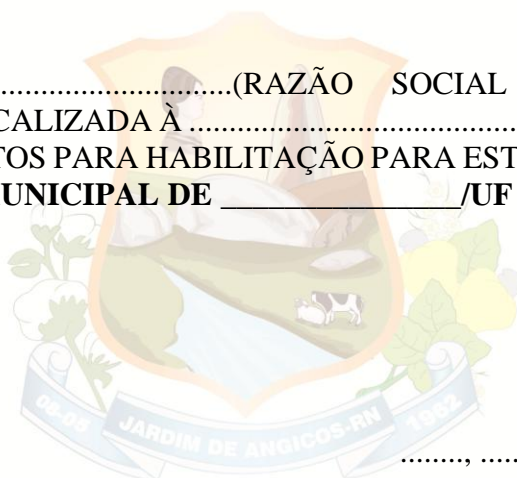 ..............................(RAZÃO SOCIAL
CALIZADA À ..........................................
TOS PARA HABILITAÇÃO PARA EST
UNICIPAL DE _______________/UF
08-05 JARDIM DE ANGICOS-RN 1962
........, .....